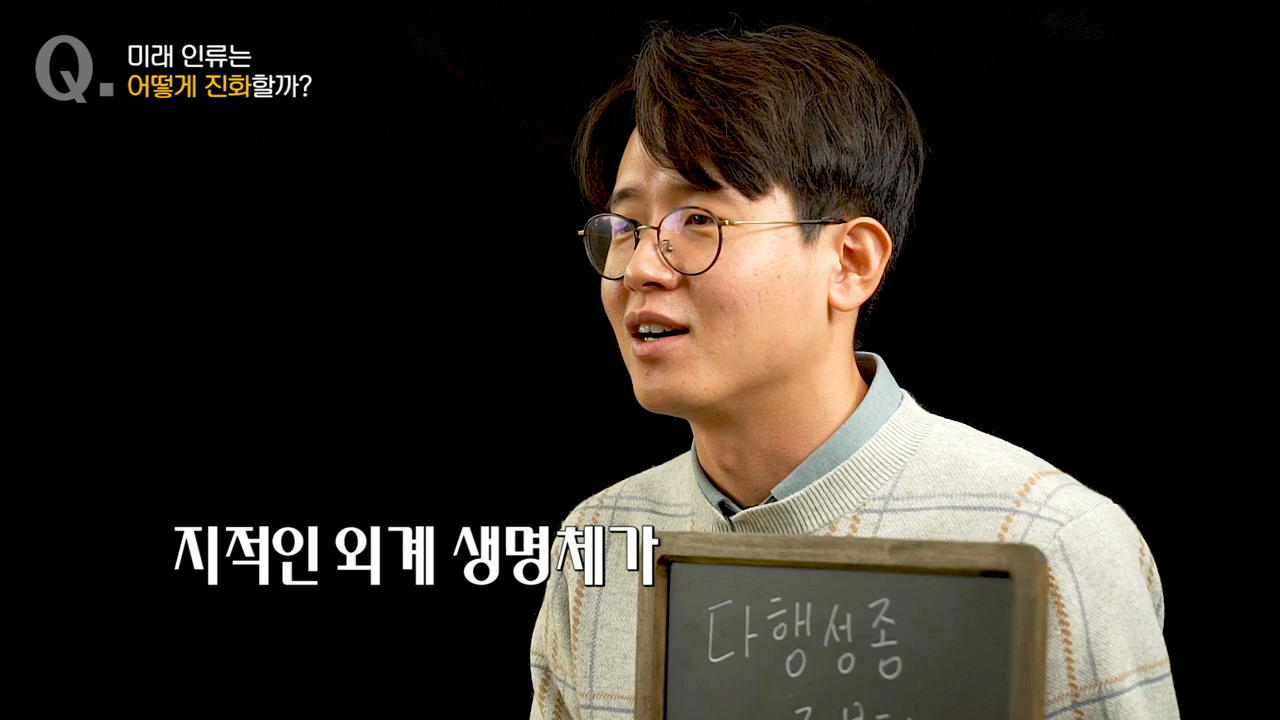 Q.
미래 인류는
어떻게 진화할까?
지적인 외계 생명체가
다행성종